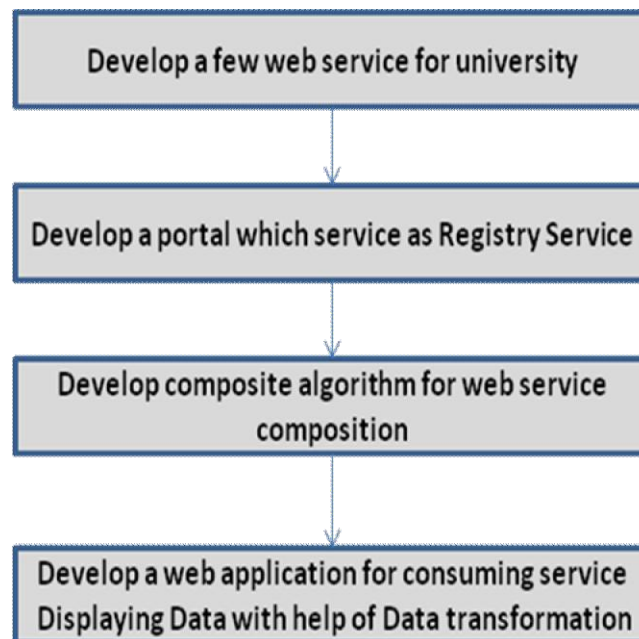 Develop a few web service for university
Develop a portal which service as Registry Service
Develop composite algorithm for web service
composition
Develop a web application for consuming service
Displaying Data with help of Data transformation